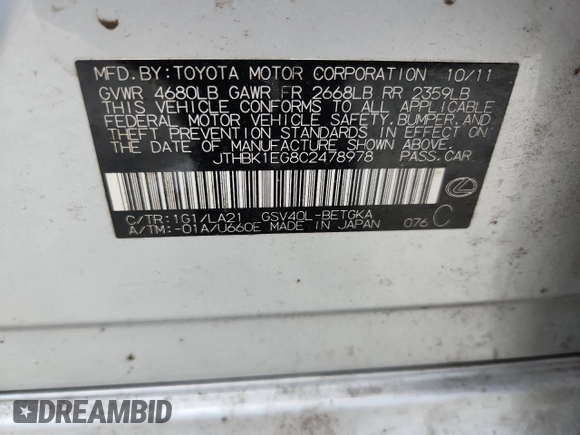 MFD.BY:TOYOTA MOTOR CORPORATION 10/11
GVWR 4680LB GAWR FR 2668LB RR 2359LB
THIS VEHICLE CONFORMS TO ALL APPLICABLE
FEDERAL MOTOR VEHICLE SAFETY,BUMPER,AND
THEFT PREVENTION STANDARDS IN EFFECT ON
THE DATE OF MANUFACTURE SHOWN ABOVE.
JTHBK1EG8C2478978 PASS.CAR
C/TR:1G1/LA21 GSV40L-BETGKA
A/TM:-01A/U660E MADE IN JAPAN 076 C
DREAMBID